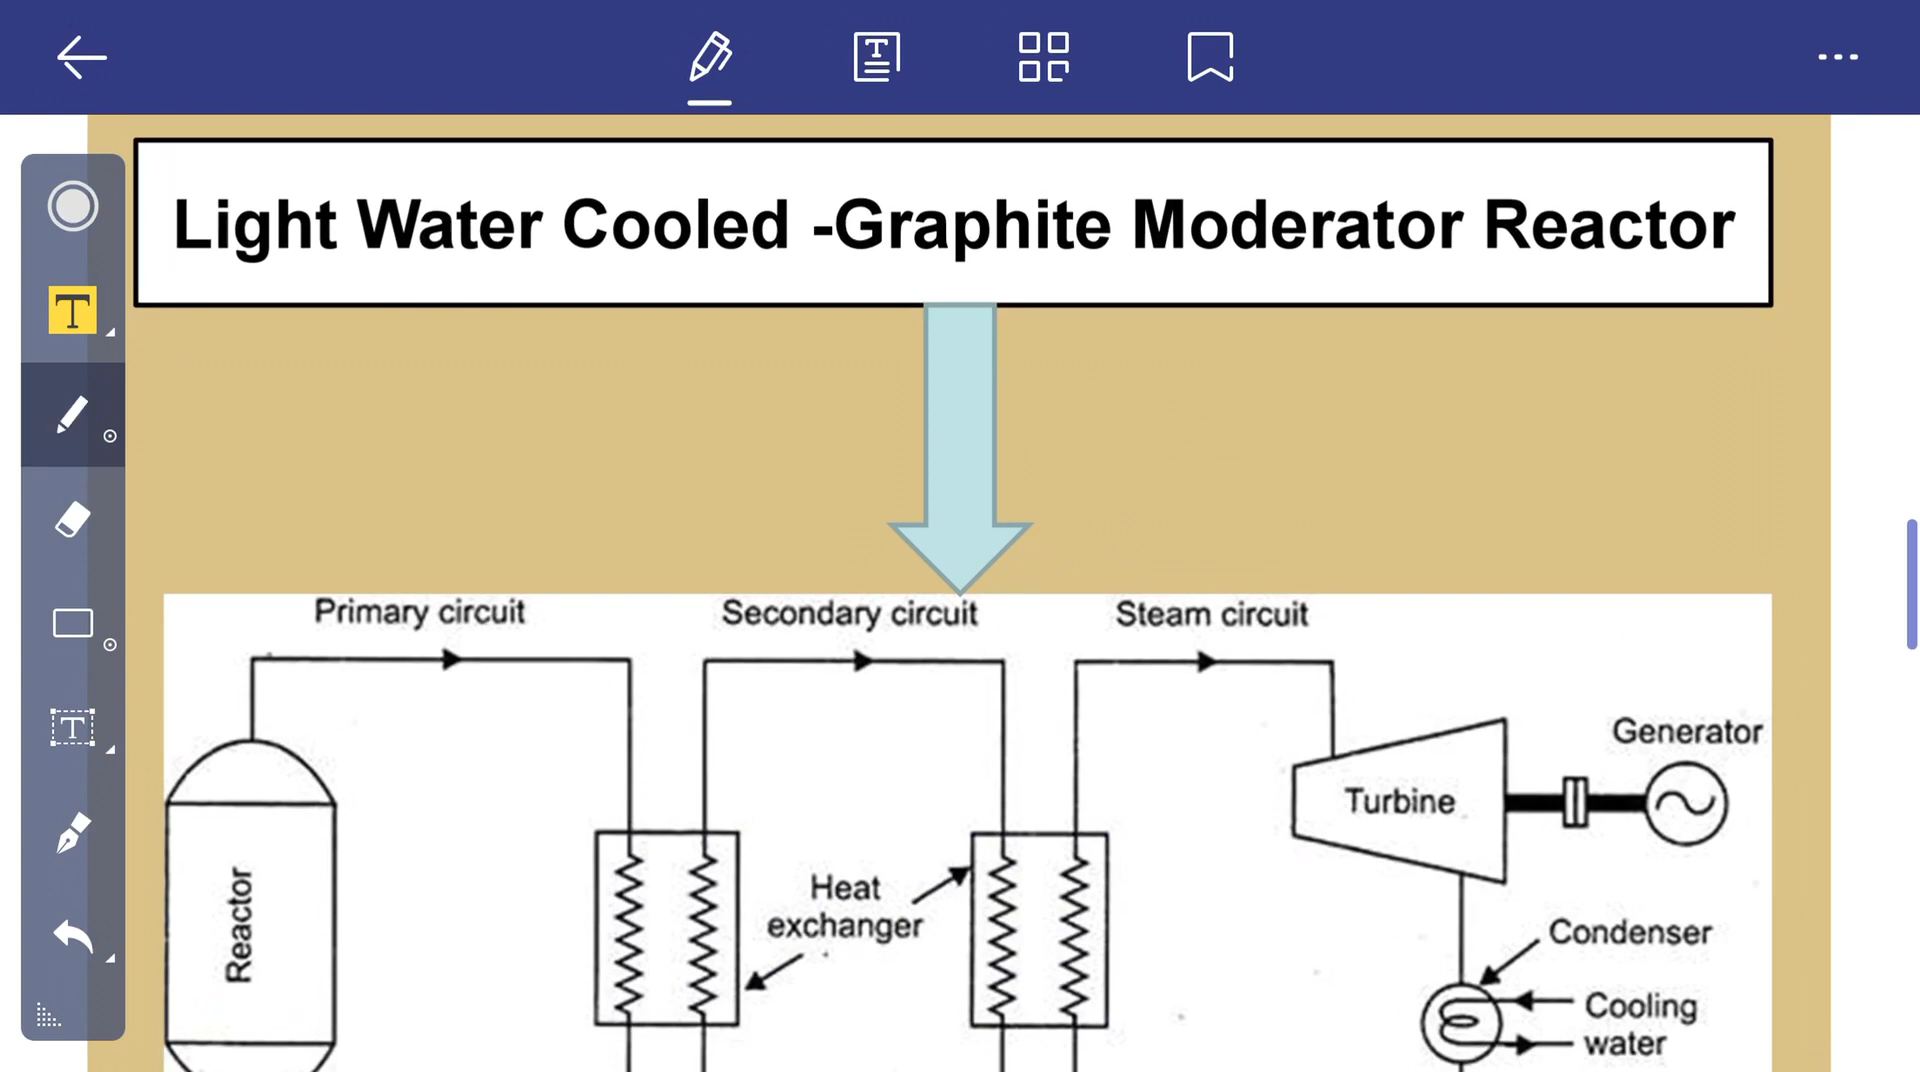 Light Water Cooled -Graphite Moderator Reactor
Primary circuit
Secondary circuit
Steam circuit
Generator
Turbine
Reactor
Heat
exchanger
Condenser
Cooling
water